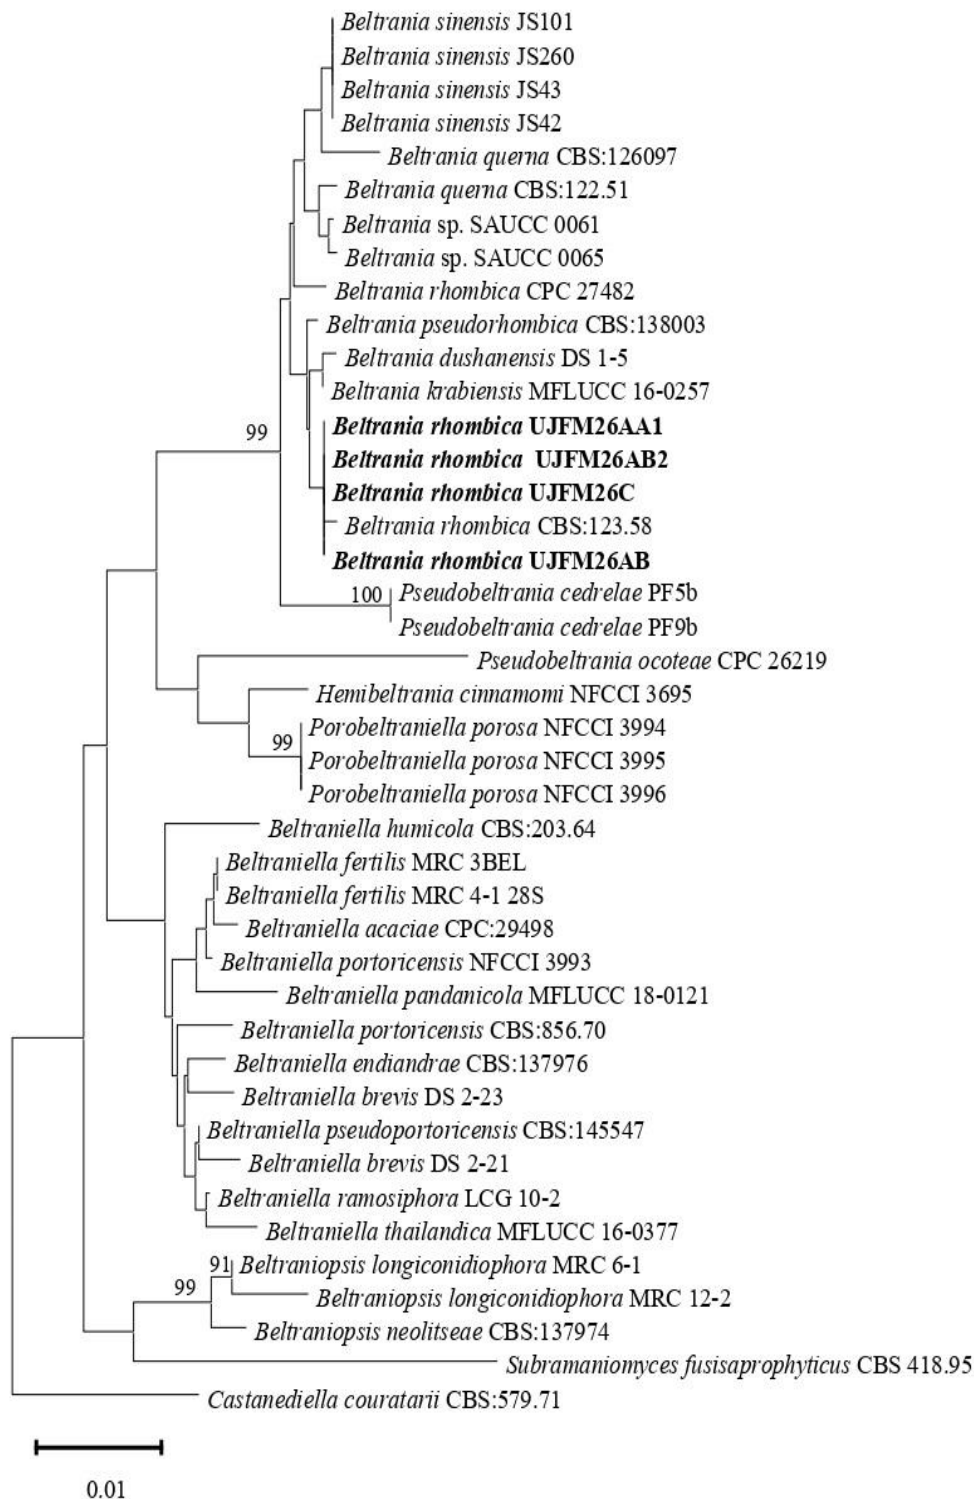 Beltrania sinensis JS101
Beltrania sinensis JS260
Beltrania sinensis JS43
Beltrania sinensis JS42
Beltrania querna CBS:126097
Beltrania querna CBS:122.51
Beltrania sp. SAUCC 0061
Beltrania sp. SAUCC 0065
Beltrania rhombica CPC 27482
Beltrania pseudorhombica CBS:138003
Beltrania dushanensis DS 1-5
Beltrania krabiensis MFLUCC 16-0257
99
Beltrania rhombica UJFM26AA1
Beltrania rhombica UJFM26AB2
Beltrania rhombica UJFM26C
Beltrania rhombica CBS:123.58
Beltrania rhombica UJFM26AB
100 Pseudobeltrania cedrelae PF5b
Pseudobeltrania cedrelae PF9b
Pseudobeltrania ocoteae CPC 26219
Hemibeltrania cinnamomi NFCCI 3695
Porobeltraniella porosa NFCCI 3994
99 Porobeltraniella porosa NFCCI 3995
Porobeltraniella porosa NFCCI 3996
Beltraniella humicola CBS:203.64
Beltraniella fertilis MRC 3BEL
Beltraniella fertilis MRC 4-1 28S
Beltraniella acaciae CPC:29498
Beltraniella portoricensis NFCCI 3993
Beltraniella pandanicola MFLUCC 18-0121
Beltraniella portoricensis CBS:856.70
Beltraniella endiandrae CBS:137976
Beltraniella brevis DS 2-23
Beltraniella pseudoportoricensis CBS:145547
Beltraniella brevis DS 2-21
Beltraniella ramosiphora LCG 10-2
Beltraniella thailandica MFLUCC 16-0377
91 Beltraniopsis longiconidiophora MRC 6-1
99 Beltraniopsis longiconidiophora MRC 12-2
Beltraniopsis neolitseae CBS:137974
Subramaniomyces fusisaprophyticus CBS 418.95
Castanediella couratarii CBS:579.71
0.01